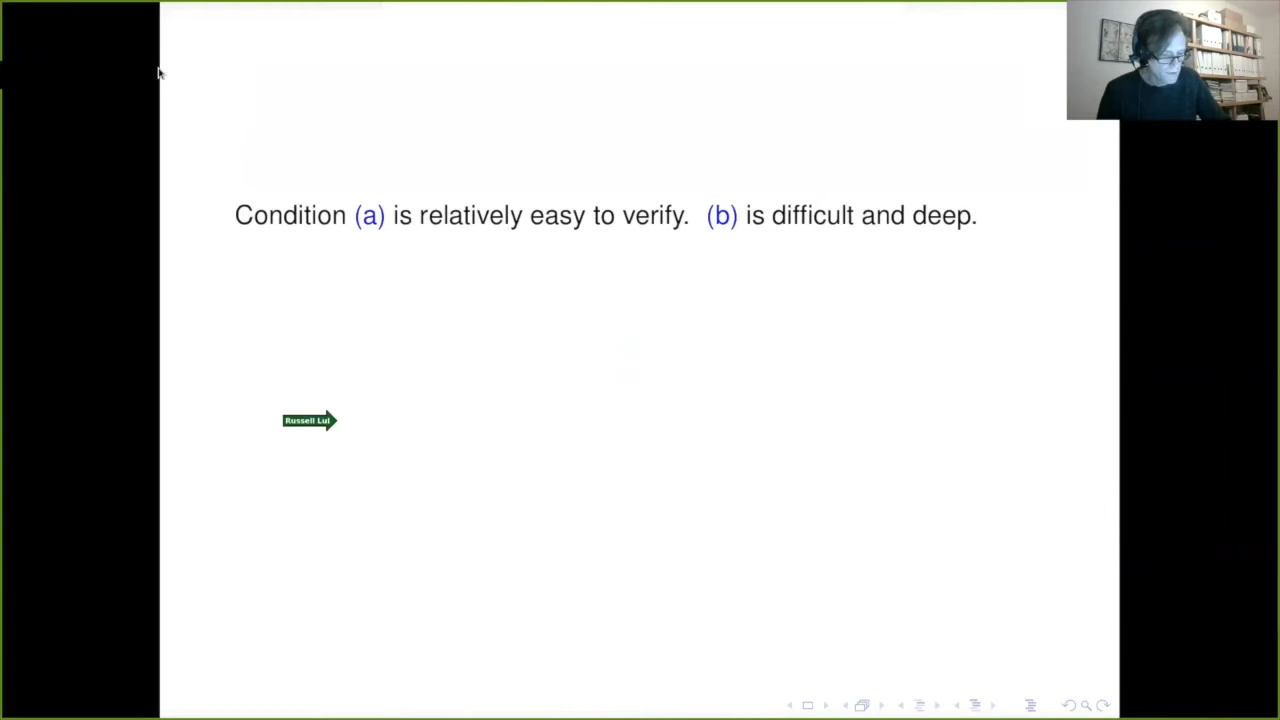 Condition (a) is relatively easy to verify. (b) is difficult and deep.
Russell Lui